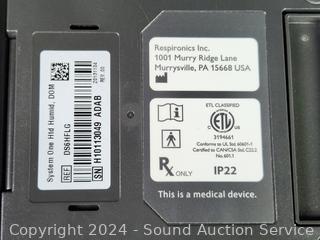 System One Htd Humid, DOM
REF DS6HFLG
SN H10113049 ADAB
Respironics Inc.
1001 Murry Ridge Lane
Murrysville, PA 15668 USA
ETL CLASSIFIED
ETL
3194661
Conforms to UL Std. 60601-1
Certified to CAN/CSA Std. C22.2
No. 601.1
Rx ONLY
IP22
This is a medical device.
Copyright 2024 - Sound Auction Service